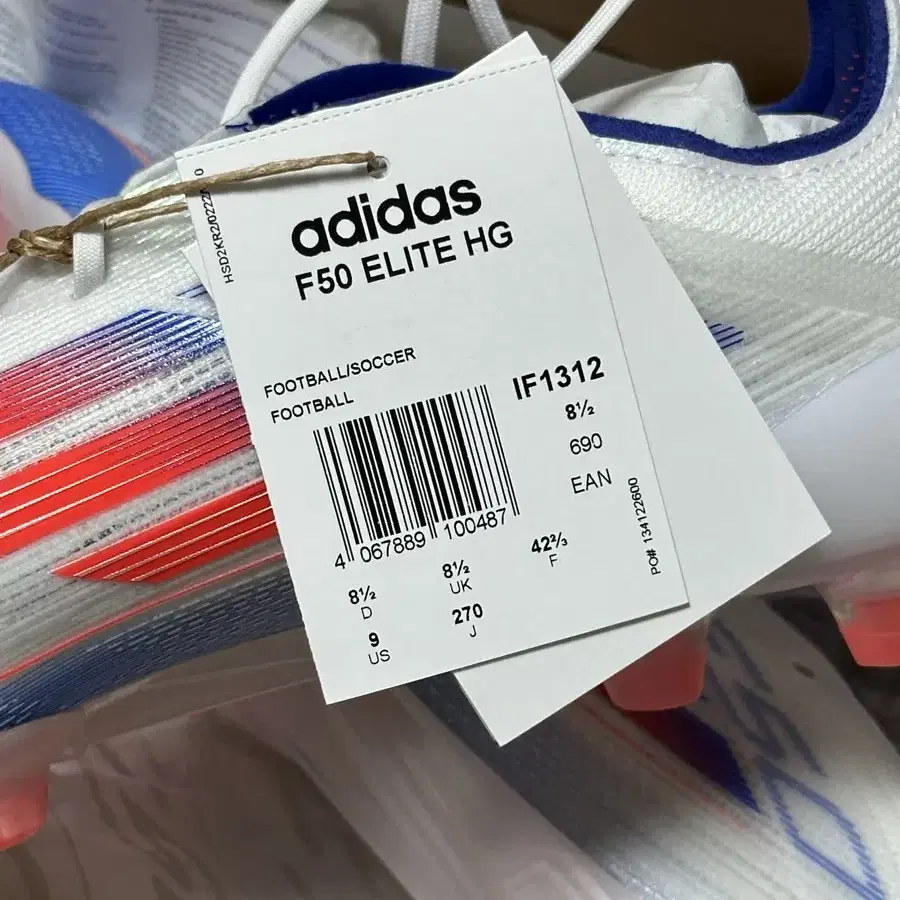 HSD2KR2/0222/
adidas
F50 ELITE HG
FOOTBALL/SOCCER
FOOTBALL
IF1312
8½
690
EAN
4 067889 100487
8½
D
8½
UK
42⅔
F
9
US
270
J
PO# 134122600